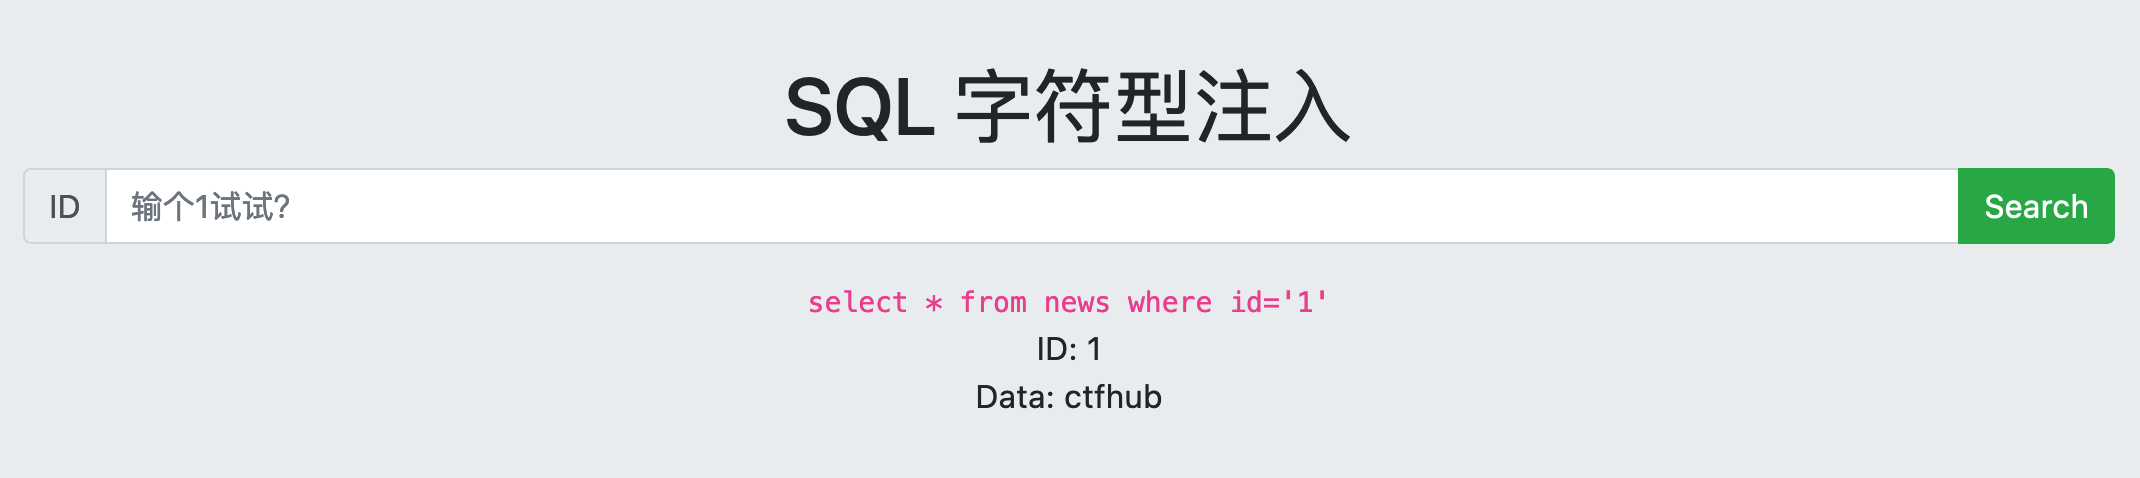 SQL 字符型注入
ID 输个1试试? Search
select * from news where id='1'
ID: 1
Data: ctfhub